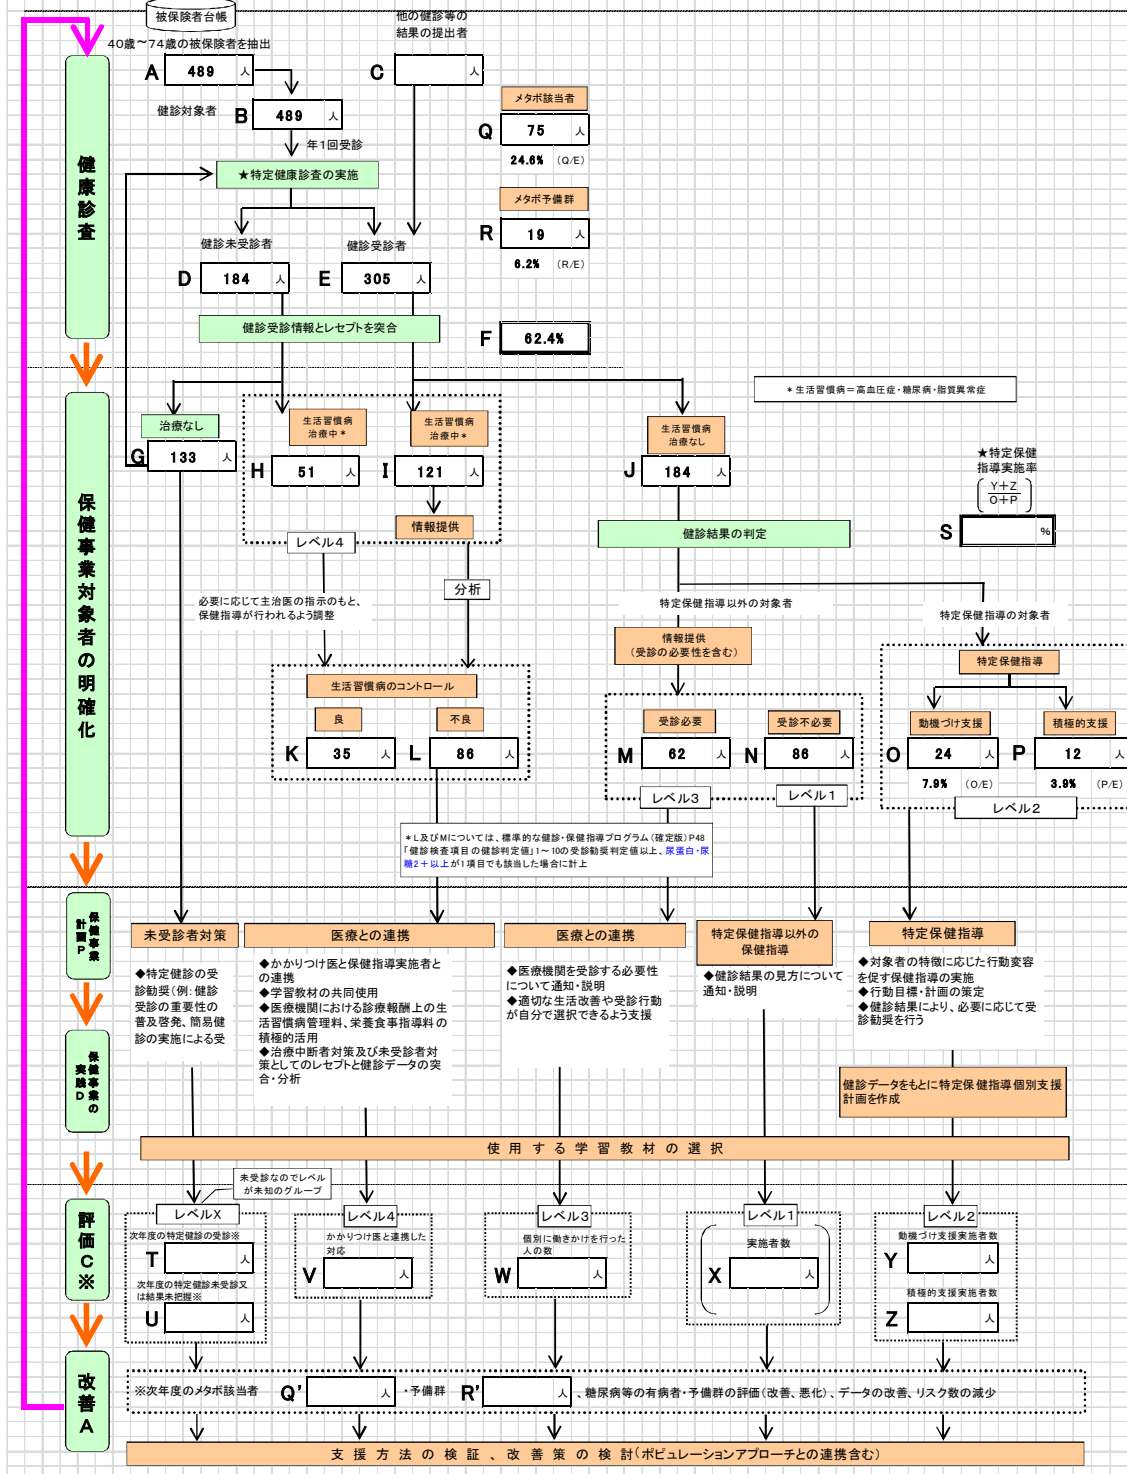 被保険者台帳
他の健診等の
結果の提出者
40歳～74歳の被保険者を抽出
A 489 人
C 人
健診対象者 B 489 人
年1回受診
★特定健康診査の実施
メタボ該当者
Q 75 人
24.6% (Q/E)
メタボ予備群
R 19 人
6.2% (R/E)
健康診査
健診未受診者
健診受診者
D 184 人
E 305 人
健診受診情報とレセプトを突合
F 62.4%
*生活習慣病=高血圧症・糖尿病・脂質異常症
治療なし
G 133 人
生活習慣病
治療中*
H 51 人
生活習慣病
治療中*
I 121 人
情報提供
レベル4
生活習慣病
治療なし
J 184 人
★特定保健
指導実施率
Y+Z
O+P
S %
健診結果の判定
保健事業対象者の明確化
分析
必要に応じて主治医の指示のもと、
保健指導が行われるよう調整
特定保健指導以外の対象者
特定保健指導の対象者
情報提供
(受診の必要性を含む)
特定保健指導
生活習慣病のコントロール
良
不良
K 35 人
L 86 人
受診必要
受診不必要
M 62 人
N 86 人
動機づけ支援
積極的支援
O 24 人
P 12 人
7.9% (O/E)
3.9% (P/E)
レベル3
レベル1
レベル2
*L及びMについては、標準的な健診・保健指導プログラム(確定版)P48
「健診検査項目の健診判定値」1～10の受診勧奨判定値以上、尿蛋白・尿
糖2+以上が1項目でも該当した場合に計上
保健事業
計画P
未受診者対策
◆特定健診の受
診勧奨(例:健診
受診の重要性の
普及啓発、簡易健
診の実施による受
医療との連携
◆かかりつけ医と保健指導実施者と
の連携
◆学習教材の共同使用
◆医療機関における診療報酬上の生
活習慣病管理料、栄養食事指導料の
積極的活用
◆治療中断者対策及び未受診者対
策としてのレセプトと健診データの突
合・分析
医療との連携
◆医療機関を受診する必要性
について通知・説明
◆適切な生活改善や受診行動
が自分で選択できるよう支援
特定保健指導以外の
保健指導
◆健診結果の見方について
通知・説明
特定保健指導
◆対象者の特徴に応じた行動変容
を促す保健指導の実施
◆行動目標・計画の策定
◆健診結果により、必要に応じて受
診勧奨を行う
保健事業の
実践D
健診データをもとに特定保健指導個別支援
計画を作成
使用する学習教材の選択
未受診なのでレベル
が未知のグループ
評価C※
レベルX
次年度の特定健診の受診※
T 人
次年度の特定健診未受診又
は結果未把握※
U 人
レベル4
かかりつけ医と連携した
対応
V 人
レベル3
個別に働きかけを行った
人の数
W 人
レベル1
実施者数
X 人
レベル2
動機づけ支援実施者数
Y 人
積極的支援実施者数
Z 人
改善A
※次年度のメタボ該当者 Q' 人 ・予備群 R' 人 、糖尿病等の有病者・予備群の評価(改善、悪化)、データの改善、リスク数の減少
支援方法の検証、改善策の検討(ポピュレーションアプローチとの連携含む)